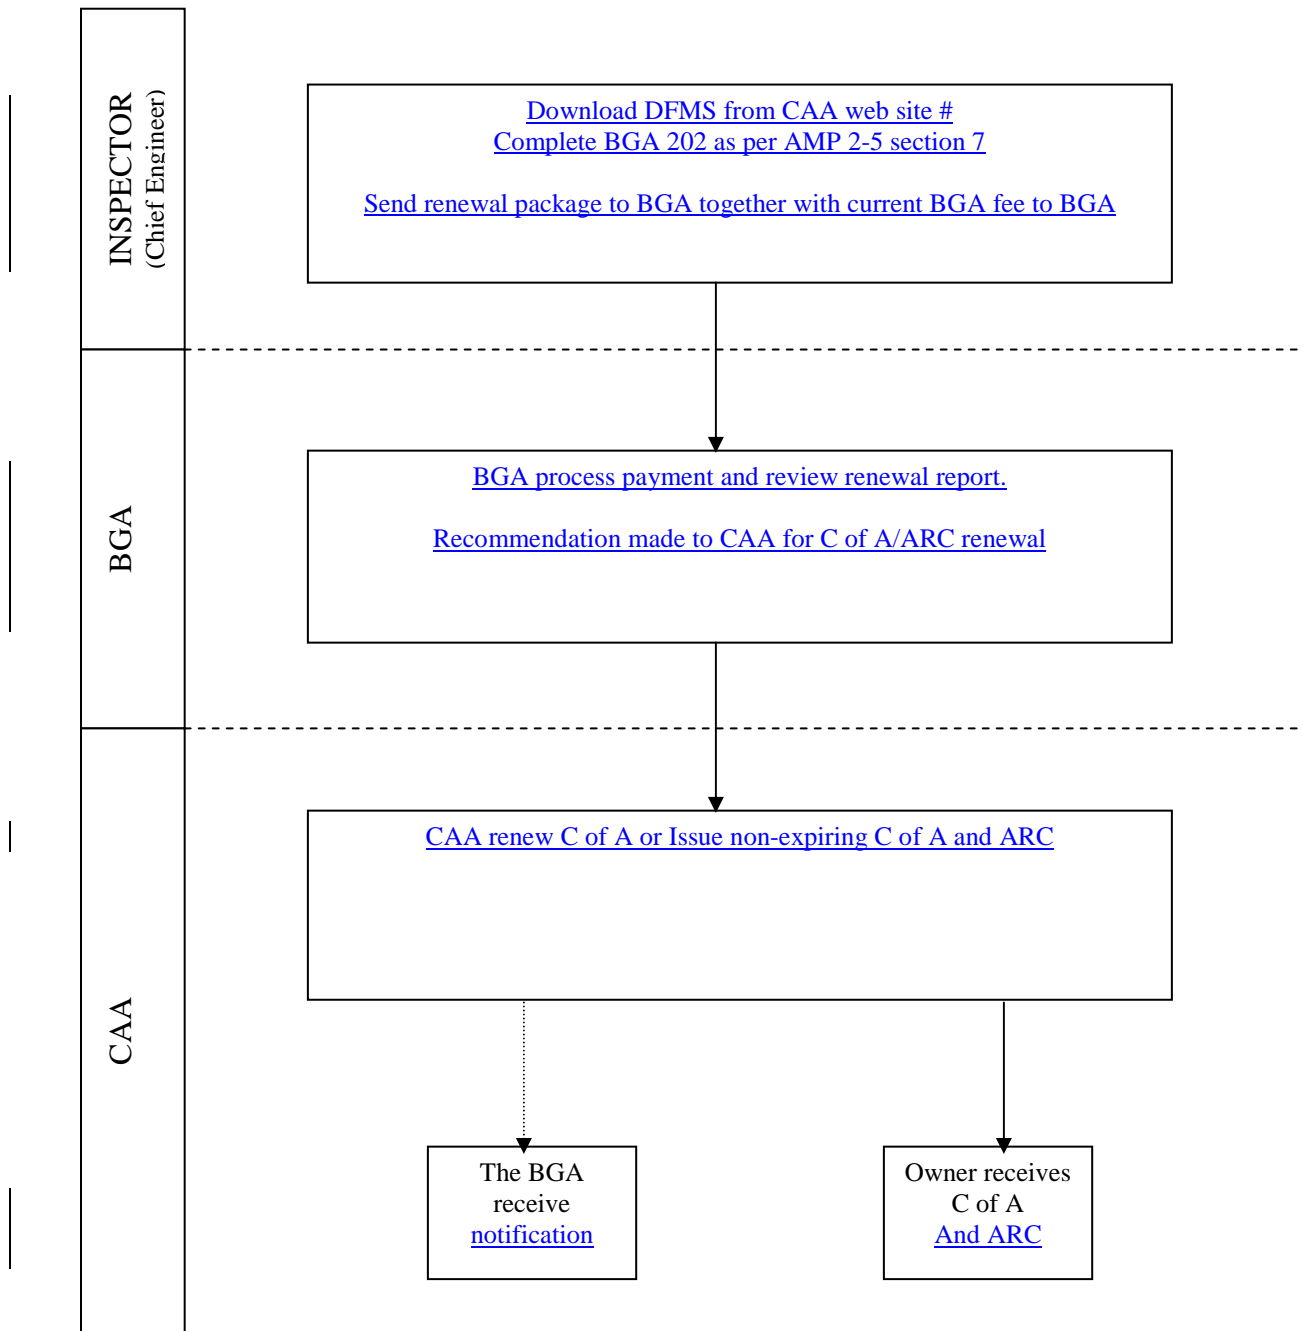 INSPECTOR
(Chief Engineer)
Download DFMS from CAA web site #
Complete BGA 202 as per AMP 2-5 section 7
Send renewal package to BGA together with current BGA fee to BGA
BGA
BGA process payment and review renewal report.
Recommendation made to CAA for C of A/ARC renewal
CAA
CAA renew C of A or Issue non-expiring C of A and ARC
The BGA
receive
notification
Owner receives
C of A
And ARC